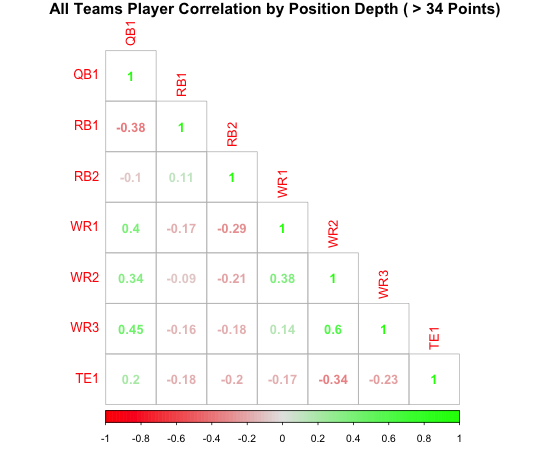 All Teams Player Correlation by Position Depth ( > 34 Points)
QB1
QB1 1 RB1
RB1 -0.38 1 RB2
RB2 -0.1 0.11 1 WR1
WR1 0.4 -0.17 -0.29 1 WR2
WR2 0.34 -0.09 -0.21 0.38 1 WR3
WR3 0.45 -0.16 -0.18 0.14 0.6 1 TE1
TE1 0.2 -0.18 -0.2 -0.17 -0.34 -0.23 1
-1 -0.8 -0.6 -0.4 -0.2 0 0.2 0.4 0.6 0.8 1